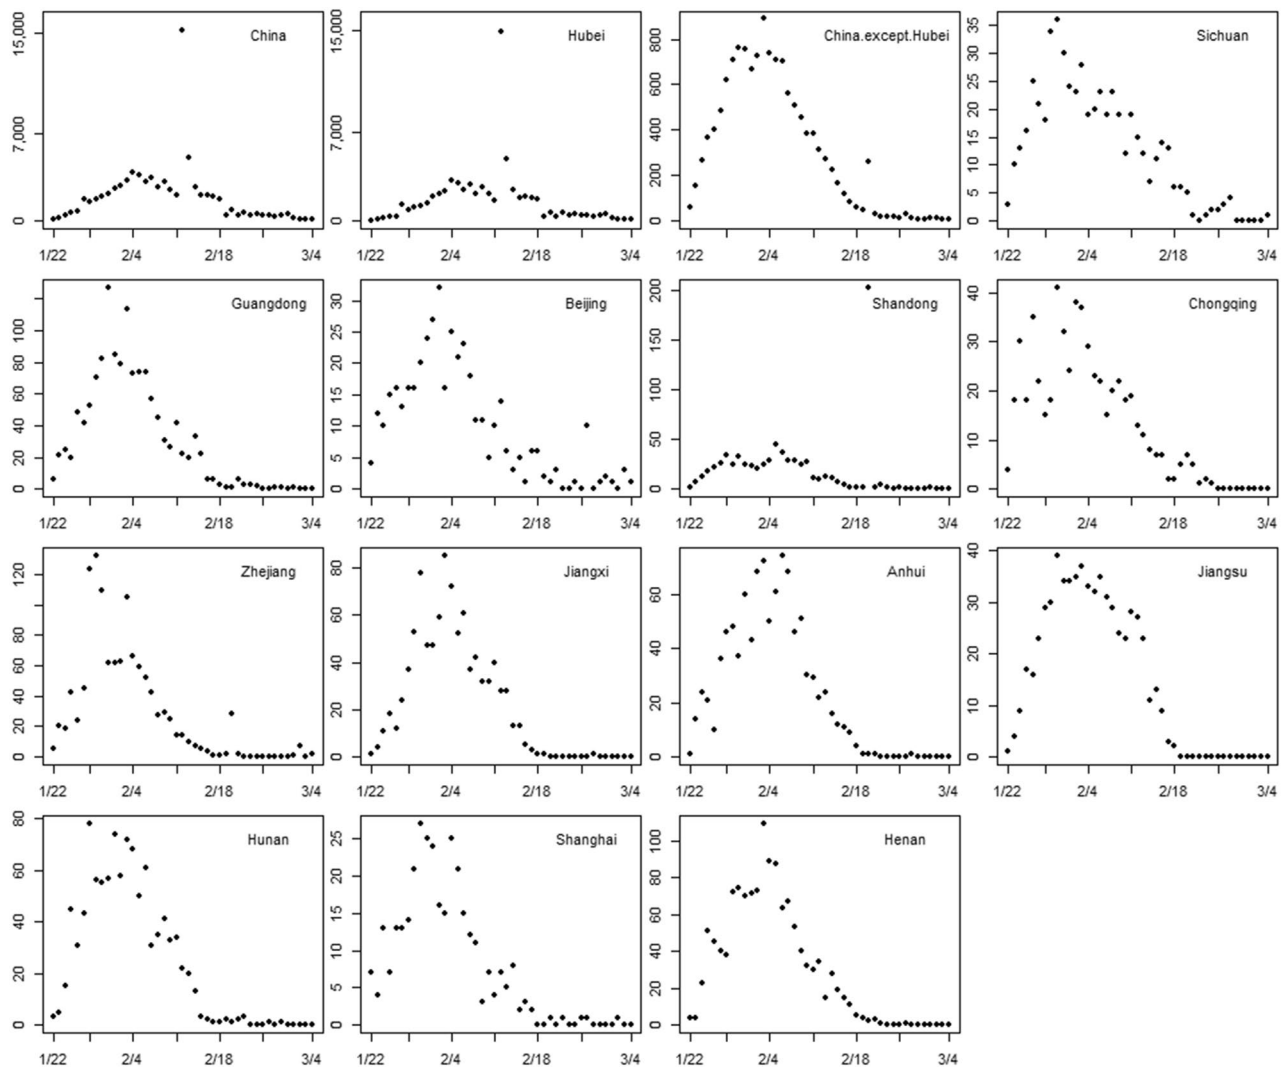 China
15,000
7,000
0
1/22 2/4 2/18 3/4
Hubei
15,000
7,000
0
1/22 2/4 2/18 3/4
China.except.Hubei
800
600
400
200
0
1/22 2/4 2/18 3/4
Sichuan
35
30
25
20
15
10
5
0
1/22 2/4 2/18 3/4
Guangdong
100
80
60
40
20
0
1/22 2/4 2/18 3/4
Beijing
30
25
20
15
10
5
0
1/22 2/4 2/18 3/4
Shandong
200
150
100
50
0
1/22 2/4 2/18 3/4
Chongqing
40
30
20
10
0
1/22 2/4 2/18 3/4
Zhejiang
120
80
60
40
20
0
1/22 2/4 2/18 3/4
Jiangxi
80
60
40
20
0
1/22 2/4 2/18 3/4
Anhui
60
40
20
0
1/22 2/4 2/18 3/4
Jiangsu
40
30
20
10
0
1/22 2/4 2/18 3/4
Hunan
80
60
40
20
0
1/22 2/4 2/18 3/4
Shanghai
25
20
15
10
5
0
1/22 2/4 2/18 3/4
Henan
100
80
60
40
20
0
1/22 2/4 2/18 3/4